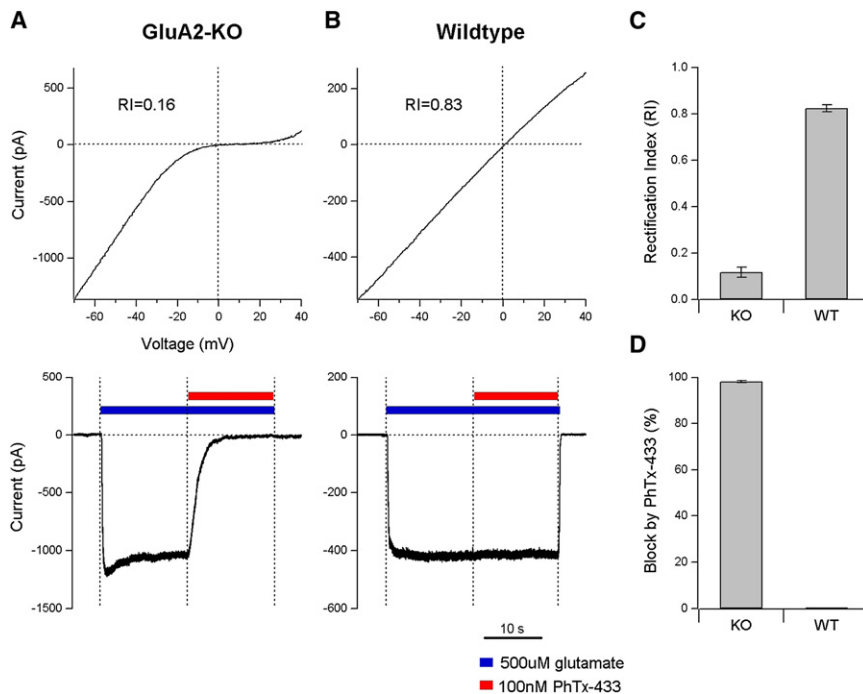 A
GluA2-KO
B
Wildtype
C
RI=0.16
RI=0.83
Current (pA)
500
0
-500
-1000
200
0
-200
-400
-60
-40
-20
0
20
40
-60
-40
-20
0
20
40
Voltage (mV)
Rectification Index (RI)
1.0
0.8
0.6
0.4
0.2
0.0
KO
WT
D
Current (pA)
500
0
-500
-1000
-1500
200
0
-200
-400
-600
Block by PhTx-433 (%)
100
80
60
40
20
0
KO
WT
10 s
500uM glutamate
100nM PhTx-433